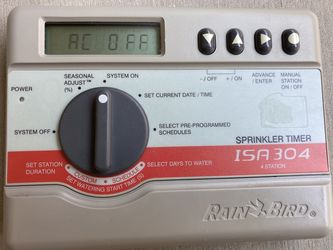 AC OFF
- / OFF
+ / ON
ADVANCE / ENTER
MANUAL STATION ON / OFF
SEASONAL ADJUST™ (%)
SYSTEM ON
POWER
SET CURRENT DATE / TIME
SYSTEM OFF
SELECT PRE-PROGRAMMED SCHEDULES
SPRINKLER TIMER
ISA 304
4 STATION
SET STATION DURATION
SELECT DAYS TO WATER
CUSTOM SCHEDULE
SET WATERING START TIME (S)
RAIN BIRD®